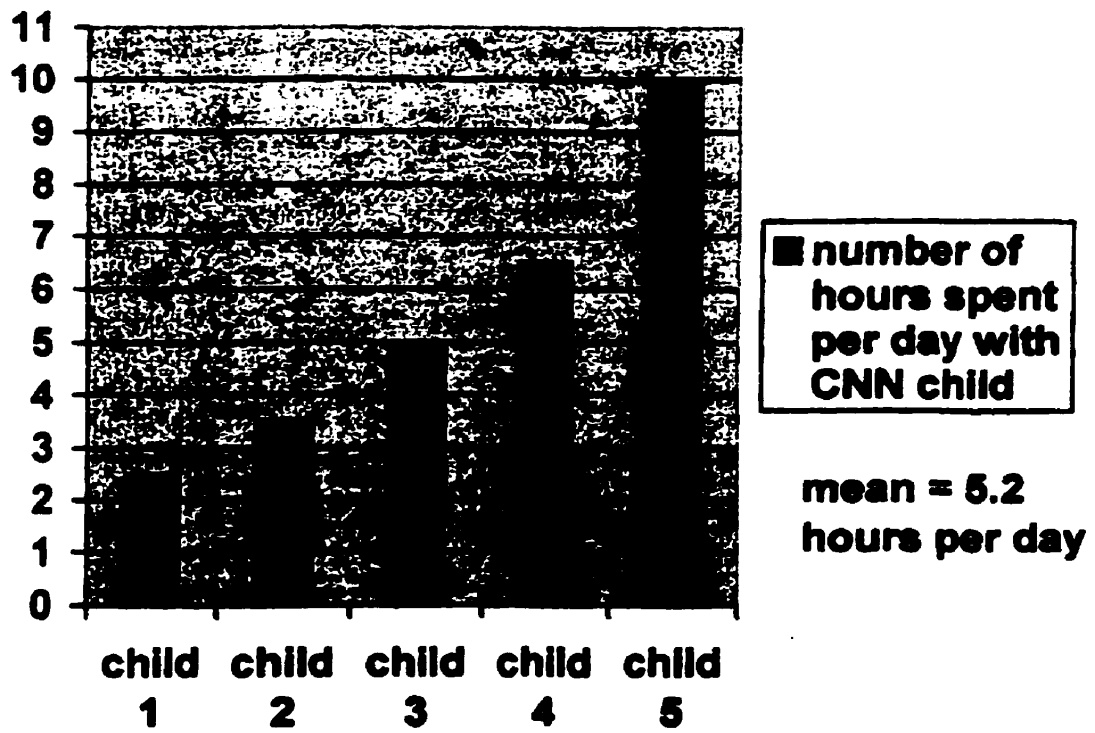 11
10
9
8
7
6
5
4
3
2
1
0
child child child child child
1 2 3 4 5
number of
hours spent
per day with
CNN child
mean = 5.2
hours per day